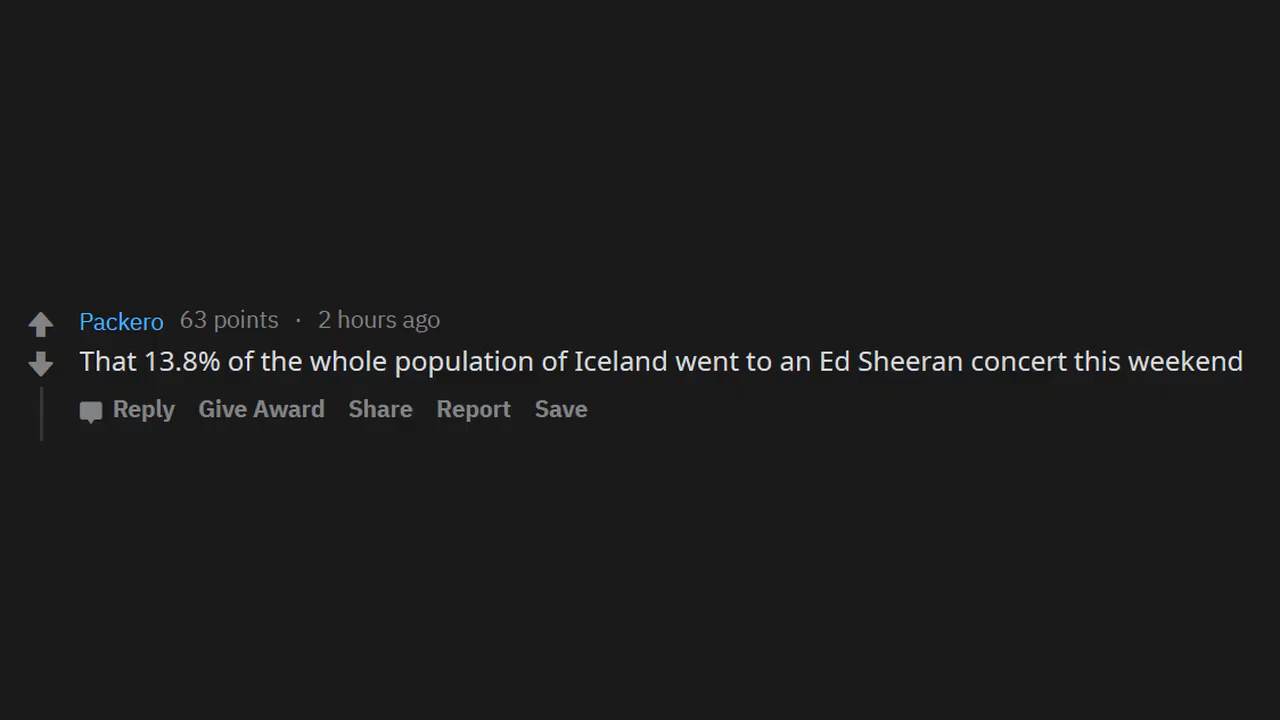 Packero 63 points · 2 hours ago
That 13.8% of the whole population of Iceland went to an Ed Sheeran concert this weekend
Reply Give Award Share Report Save